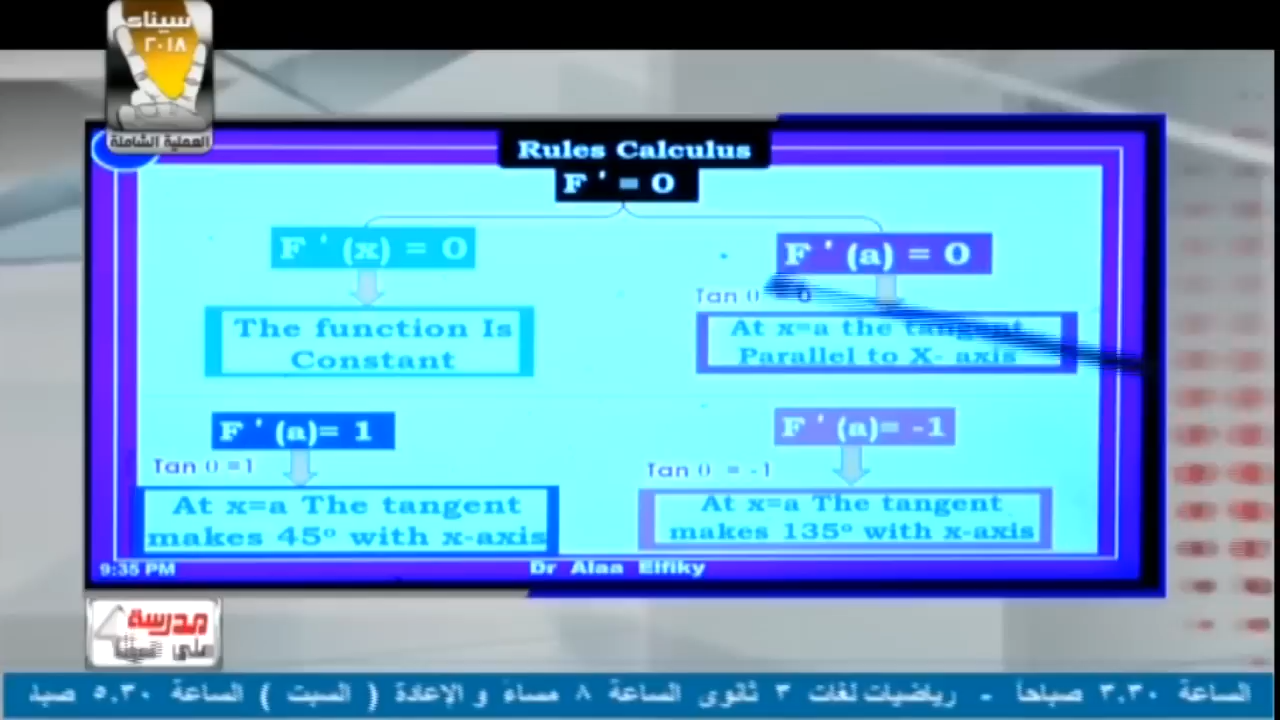 سيناء
٢٠١٨
العملية الشاملة
Rules Calculus
F ' = 0
F ' (x) = 0
F ' (a) = 0
Tan θ = 0
The function Is
Constant
At x=a the tangent
Parallel to X- axis
F ' (a)= 1
F ' (a)= -1
Tan θ =1
Tan θ = -1
At x=a The tangent
makes 45° with x-axis
At x=a The tangent
makes 135° with x-axis
9:35 PM
Dr Alaa Elfiky
مدرسة
على
الساعة ٣.٣٠ صباحاً - رياضيات لغات ٣ ثانوى الساعة ٨ مساءً و الإعادة ( السبت ) الساعة ٥.٣٠